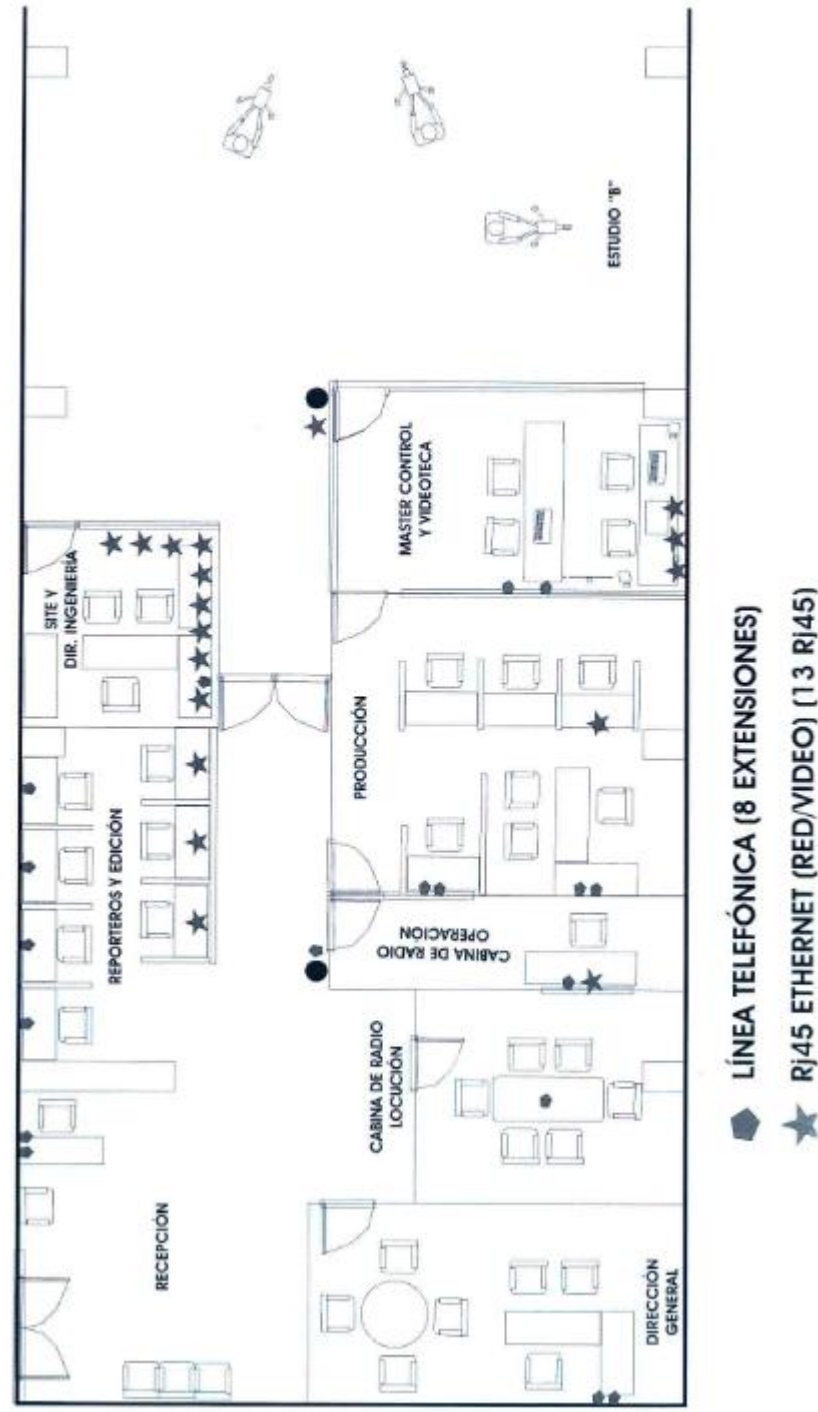 RECEPCIÓN
REPORTEROS Y EDICIÓN
SITE Y
DIR. INGENIERÍA
DIRECCIÓN
GENERAL
CABINA DE RADIO
LOCUCIÓN
CABINA DE RADIO
OPERACIÓN
PRODUCCIÓN
MASTER CONTROL
Y VIDEOTECA
ESTUDIO "B"
LÍNEA TELEFÓNICA (8 EXTENSIONES)
Rj45 ETHERNET (RED/VIDEO) (13 Rj45)